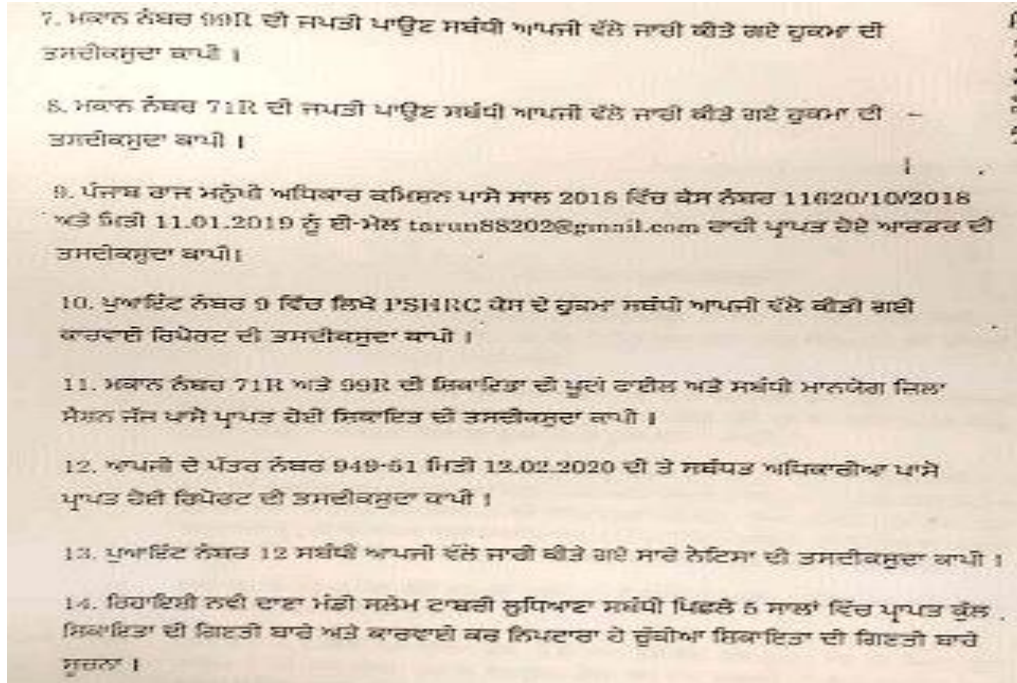 7. ਮਕਾਨ ਨੰਬਰ 99R ਦੀ ਜਪਤੀ ਪਾਉਣ ਸਬੰਧੀ ਆਪਜੀ ਵੱਲੋ ਜਾਰੀ ਕੀਤੇ ਗਏ ਹੁਕਮਾ ਦੀ
ਤਸਦੀਕਸੁਦਾ ਕਾਪੀ ।
8. ਮਕਾਨ ਨੰਬਰ 71R ਦੀ ਜਪਤੀ ਪਾਉਣ ਸਬੰਧੀ ਆਪਜੀ ਵੱਲੋ ਜਾਰੀ ਕੀਤੇ ਗਏ ਹੁਕਮਾ ਦੀ
ਤਸਦੀਕਸੁਦਾ ਕਾਪੀ ।
9. ਪੰਜਾਬ ਰਾਜ ਮਨੁੱਖੀ ਅਧਿਕਾਰ ਕਮਿਸ਼ਨ ਪਾਸੋ ਸਾਲ 2018 ਵਿੱਚ ਕੇਸ ਨੰਬਰ 11620/10/2018
ਅਤੇ ਮਿਤੀ 11.01.2019 ਨੂੰ ਈ-ਮੇਲ tarun88202@gmail.com ਰਾਹੀ ਪ੍ਰਾਪਤ ਹੋਏ ਆਰਡਰ ਦੀ
ਤਸਦੀਕਸੁਦਾ ਕਾਪੀ।
10. ਪੁਆਇੰਟ ਨੰਬਰ 9 ਵਿੱਚ ਲਿਖੇ PSHRC ਕੇਸ ਦੇ ਹੁਕਮਾ ਸਬੰਧੀ ਆਪਜੀ ਵੱਲੋ ਕੀਤੀ ਗਈ
ਕਾਰਵਾਈ ਰਿਪੋਰਟ ਦੀ ਤਸਦੀਕਸੁਦਾ ਕਾਪੀ ।
11. ਮਕਾਨ ਨੰਬਰ 71R ਅਤੇ 99R ਦੀ ਸ਼ਿਕਾਇਤਾ ਦੀ ਪੂਰੀ ਫਾਈਲ ਅਤੇ ਸਬੰਧੀ ਮਾਨਯੋਗ ਜਿਲਾ
ਸੈਸ਼ਨ ਜੱਜ ਪਾਸੋ ਪ੍ਰਾਪਤ ਹੋਈ ਸ਼ਿਕਾਇਤ ਦੀ ਤਸਦੀਕਸੁਦਾ ਕਾਪੀ ।
12. ਆਪਜੀ ਦੇ ਪੱਤਰ ਨੰਬਰ 949-51 ਮਿਤੀ 12.02.2020 ਦੀ ਤੇ ਸਬੰਧਤ ਅਧਿਕਾਰੀਆ ਪਾਸੋ
ਪ੍ਰਾਪਤ ਹੋਈ ਰਿਪੋਰਟ ਦੀ ਤਸਦੀਕਸੁਦਾ ਕਾਪੀ ।
13. ਪੁਆਇੰਟ ਨੰਬਰ 12 ਸਬੰਧੀ ਆਪਜੀ ਵੱਲੋ ਜਾਰੀ ਕੀਤੇ ਗਏ ਸਾਰੇ ਨੋਟਿਸਾ ਦੀ ਤਸਦੀਕਸੁਦਾ ਕਾਪੀ ।
14. ਰਿਹਾਇਸ਼ੀ ਨਵੀ ਦਾਣਾ ਮੰਡੀ ਸਲੇਮ ਟਾਬਰੀ ਲੁਧਿਆਣਾ ਸਬੰਧੀ ਪਿਛਲੇ 5 ਸਾਲਾਂ ਵਿੱਚ ਪ੍ਰਾਪਤ ਕੁੱਲ
ਸ਼ਿਕਾਇਤਾ ਦੀ ਗਿਣਤੀ ਬਾਰੇ ਅਤੇ ਕਾਰਵਾਈ ਕਰ ਨਿਪਟਾਰਾ ਹੋ ਚੁੱਕੀਆ ਸ਼ਿਕਾਇਤਾ ਦੀ ਗਿਣਤੀ ਬਾਰੇ
ਸੂਚਨਾ ।